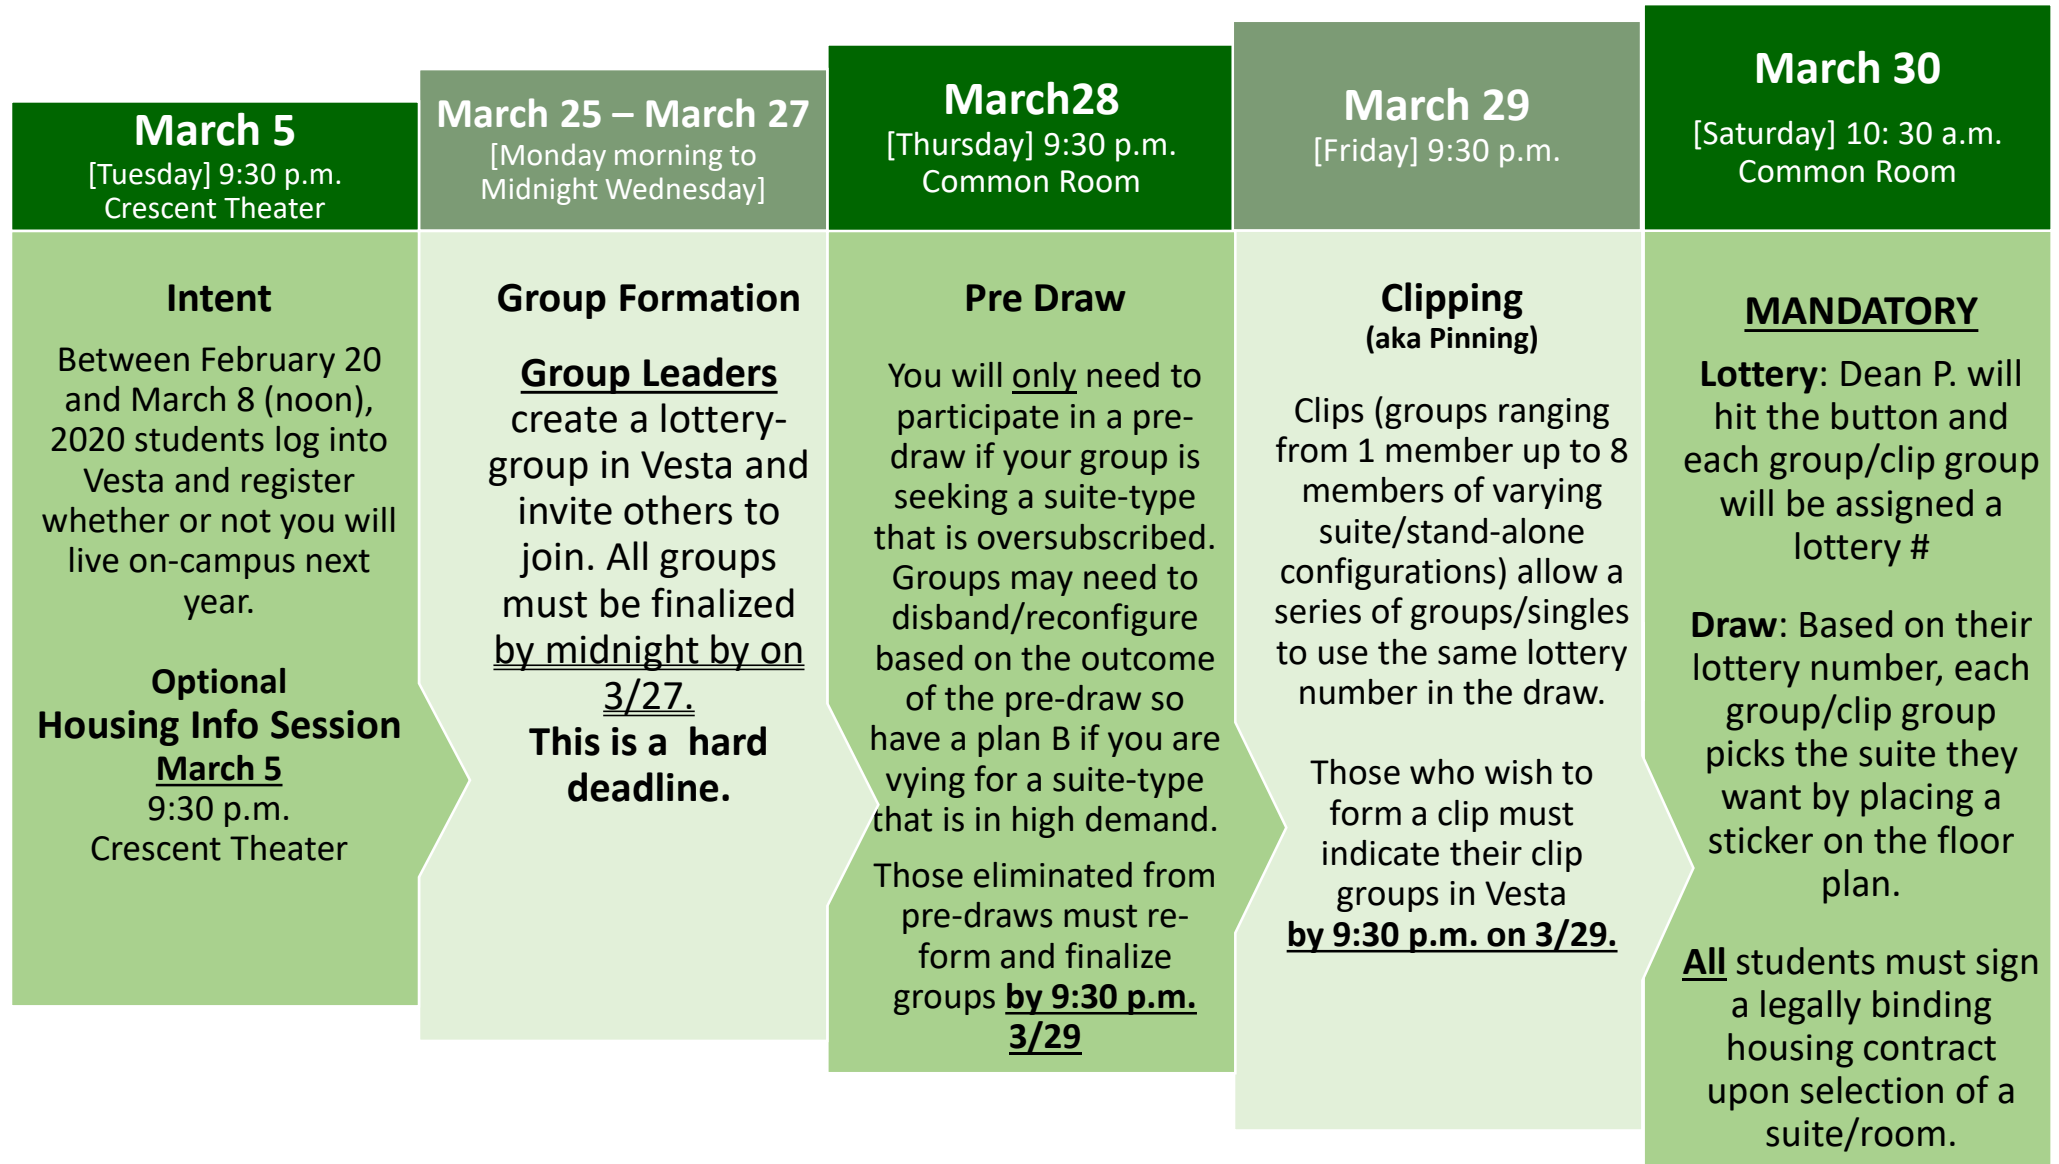 March 5
[Tuesday] 9:30 p.m.
Crescent Theater
Intent
Between February 20
and March 8 (noon),
2020 students log into
Vesta and register
whether or not you will
live on-campus next
year.
Optional
Housing Info Session
March 5
9:30 p.m.
Crescent Theater
March 25 – March 27
[Monday morning to
Midnight Wednesday]
Group Formation
Group Leaders
create a lottery-
group in Vesta and
invite others to
join. All groups
must be finalized
by midnight by on
3/27.
This is a  hard
deadline.
March28
[Thursday] 9:30 p.m.
Common Room
Pre Draw
You will only need to
participate in a pre-
draw if your group is
seeking a suite-type
that is oversubscribed.
Groups may need to
disband/reconfigure
based on the outcome
of the pre-draw so
have a plan B if you are
vying for a suite-type
that is in high demand.
Those eliminated from
pre-draws must re-
form and finalize
groups by 9:30 p.m.
3/29
March 29
[Friday] 9:30 p.m.
Clipping
(aka Pinning)
Clips (groups ranging
from 1 member up to 8
members of varying
suite/stand-alone
configurations) allow a
series of groups/singles
to use the same lottery
number in the draw.
Those who wish to
form a clip must
indicate their clip
groups in Vesta
by 9:30 p.m. on 3/29.
March 30
[Saturday] 10: 30 a.m.
Common Room
MANDATORY
Lottery: Dean P. will
hit the button and
each group/clip group
will be assigned a
lottery #
Draw: Based on their
lottery number, each
group/clip group
picks the suite they
want by placing a
sticker on the floor
plan.
All students must sign
a legally binding
housing contract
upon selection of a
suite/room.